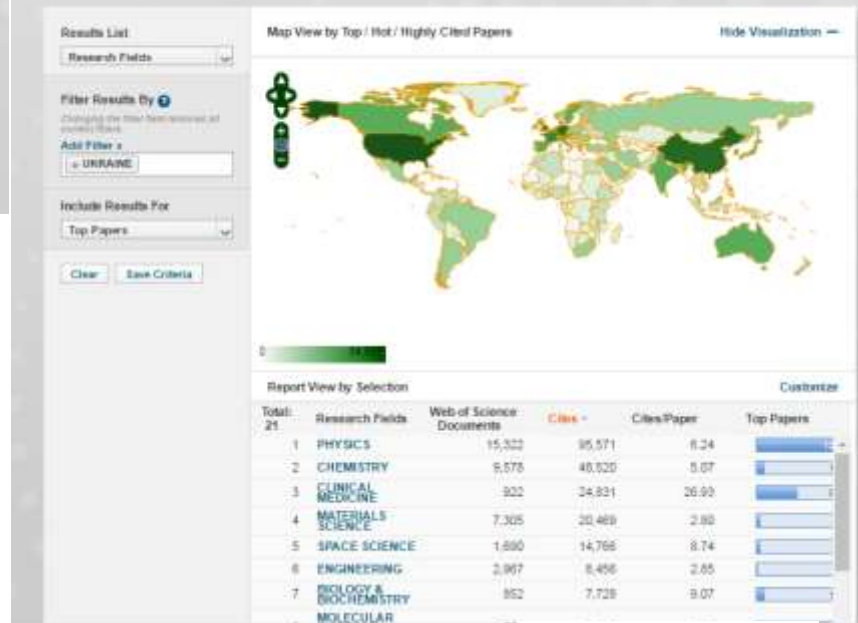 Results List
Research Fields
Filter Results By
Add Filter »
UKRAINE
Include Results For
Top Papers
Clear
Save Criteria
Map View by Top / Hot / Highly Cited Papers
Hide Visualization
0
Report View by Selection
Customize
Total: 21 Research Fields Web of Science Documents Cites Cites/Paper Top Papers
1 PHYSICS 15,322 95,571 6.24
2 CHEMISTRY 9,578 48,520 5.07
3 CLINICAL MEDICINE 922 24,831 26.93
4 MATERIALS SCIENCE 7,305 20,469 2.80
5 SPACE SCIENCE 1,690 14,766 8.74
6 ENGINEERING 2,967 8,456 2.85
7 BIOLOGY & BIOCHEMISTRY 852 7,728 9.07
MOLECULAR